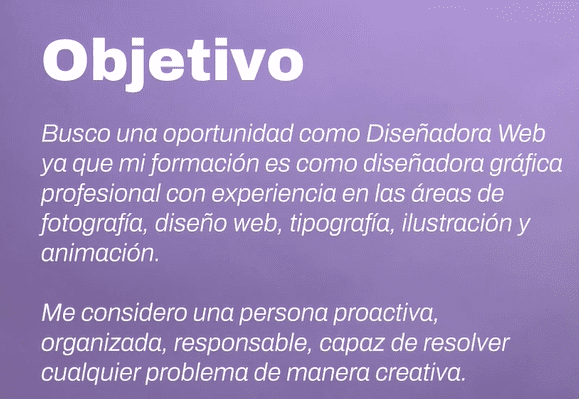 Objetivo
Busco una oportunidad como Diseñadora Web
ya que mi formación es como diseñadora gráfica
profesional con experiencia en las áreas de
fotografía, diseño web, tipografía, ilustración y
animación.
Me considero una persona proactiva,
organizada, responsable, capaz de resolver
cualquier problema de manera creativa.